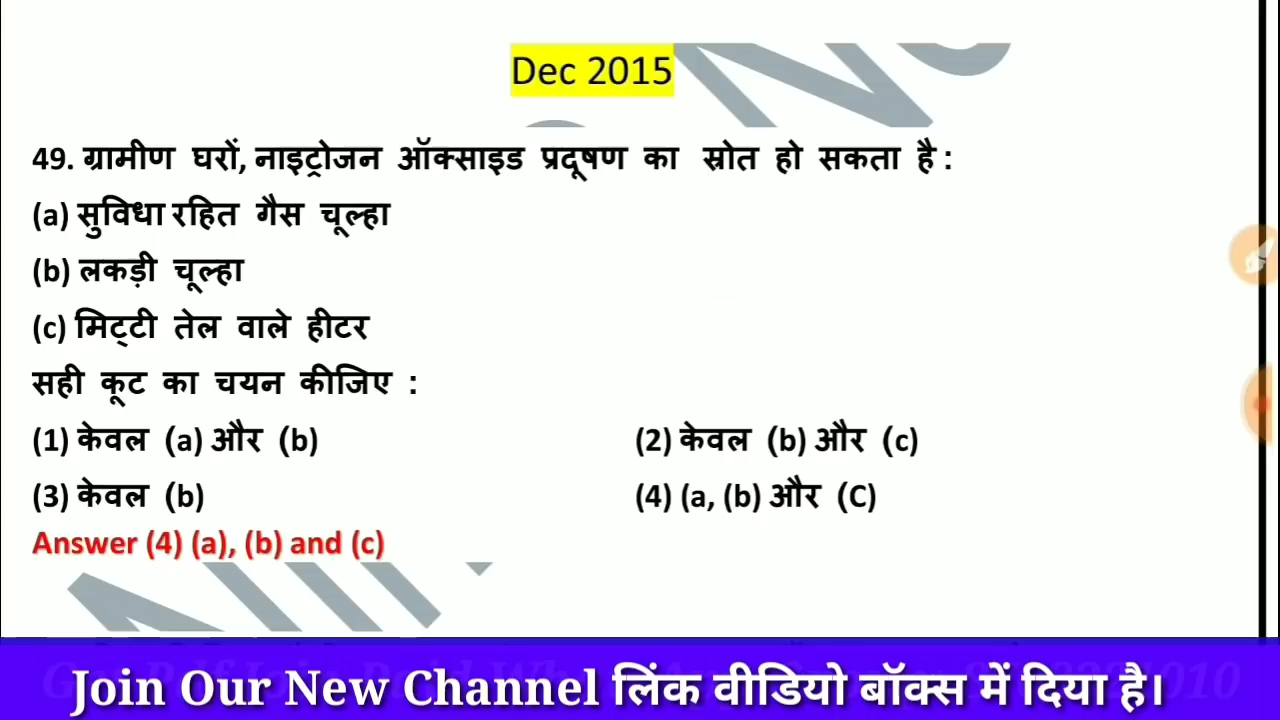 Dec 2015
49. ग्रामीण घरों, नाइट्रोजन ऑक्साइड प्रदूषण का स्रोत हो सकता है :
(a) सुविधा रहित गैस चूल्हा
(b) लकड़ी चूल्हा
(c) मिट्टी तेल वाले हीटर
सही कूट का चयन कीजिए :
(1) केवल (a) और (b) (2) केवल (b) और (c)
(3) केवल (b) (4) (a, (b) और (C)
Answer (4) (a), (b) and (c)
Join Our New Channel लिंक वीडियो बॉक्स में दिया है।